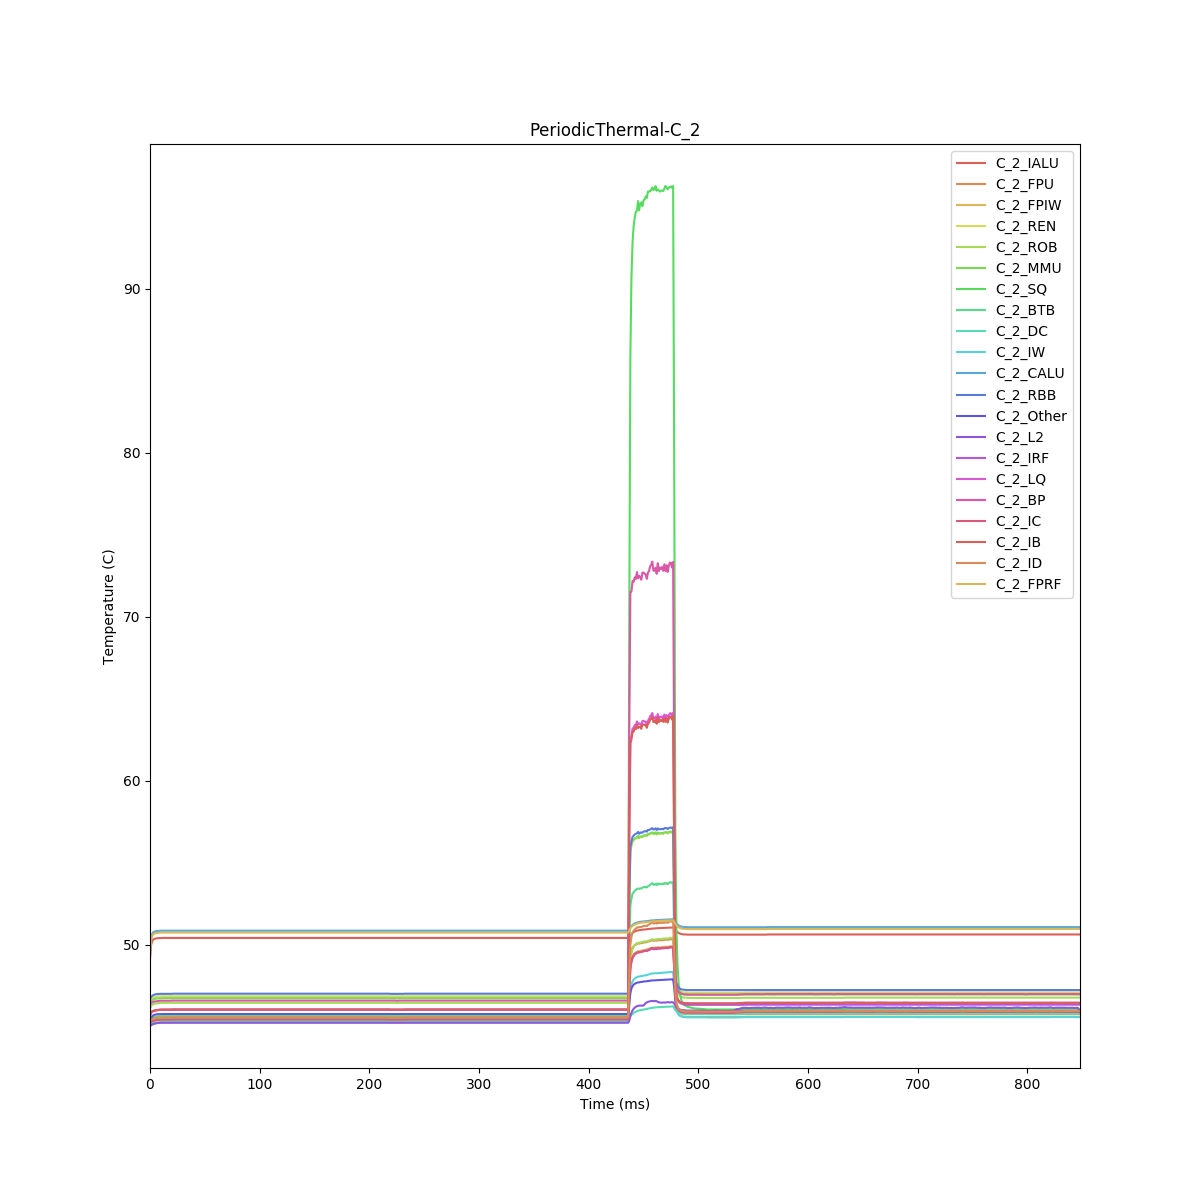 PeriodicThermal-C_2
C_2_IALU
C_2_FPU
C_2_FPIW
C_2_REN
C_2_ROB
C_2_MMU
C_2_SQ
C_2_BTB
C_2_DC
C_2_IW
C_2_CALU
C_2_RBB
C_2_Other
C_2_L2
C_2_IRF
C_2_LQ
C_2_BP
C_2_IC
C_2_IB
C_2_ID
C_2_FPRF
Temperature (C)
90
80
70
60
50
0 100 200 300 400 500 600 700 800
Time (ms)